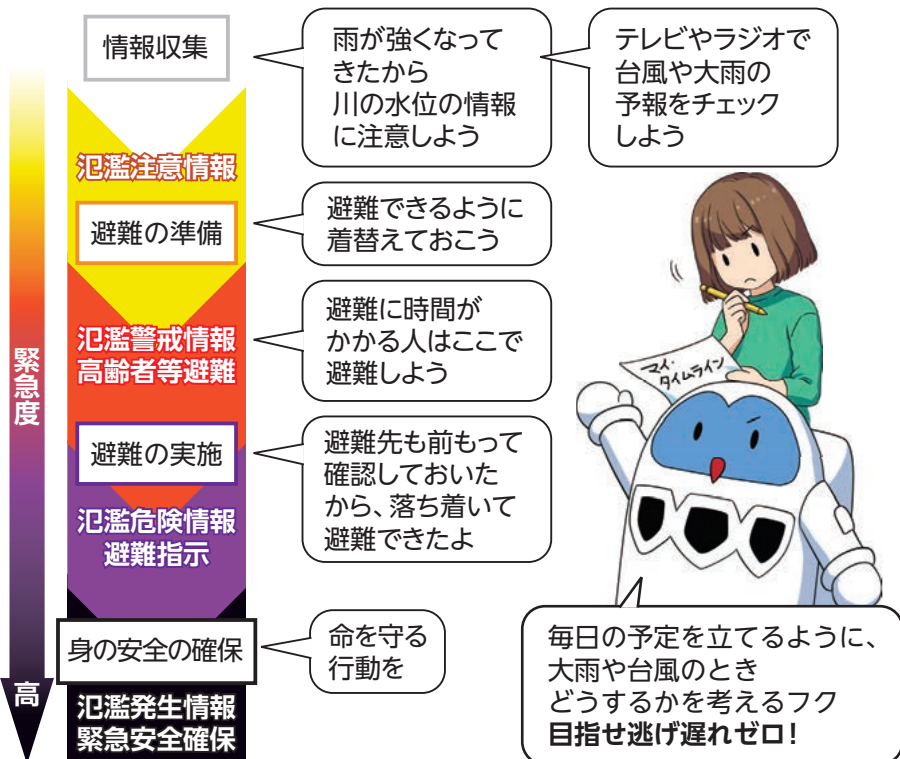 情報収集
雨が強くなって
きたから
川の水位の情報
に注意しよう
テレビやラジオで
台風や大雨の
予報をチェック
しよう
氾濫注意情報
避難の準備
避難できるように
着替えておこう
氾濫警戒情報
高齢者等避難
避難に時間が
かかる人はここで
避難しよう
緊急度
マイ・
タイムライン
避難の実施
避難先も前もって
確認しておいた
から、落ち着いて
避難できたよ
氾濫危険情報
避難指示
身の安全の確保
命を守る
行動を
高
氾濫発生情報
緊急安全確保
毎日の予定を立てるように、
大雨や台風のとき
どうするかを考えるフク
目指せ逃げ遅れゼロ!